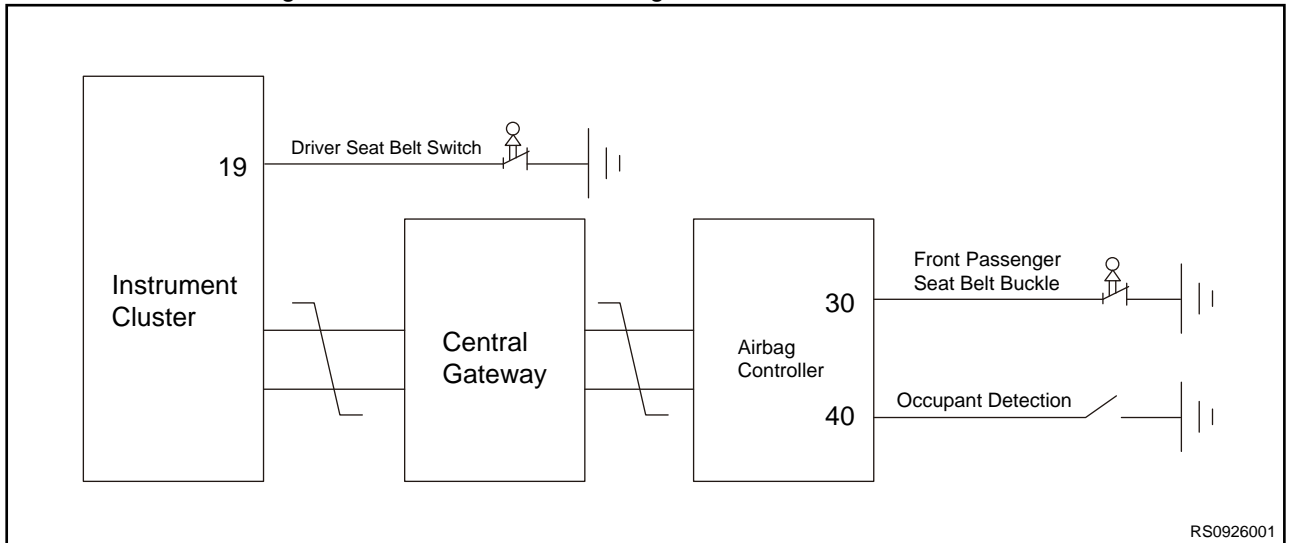 19
Driver Seat Belt Switch
Instrument
Cluster
Central
Gateway
Airbag
Controller
30
Front Passenger
Seat Belt Buckle
40
Occupant Detection
RS0926001